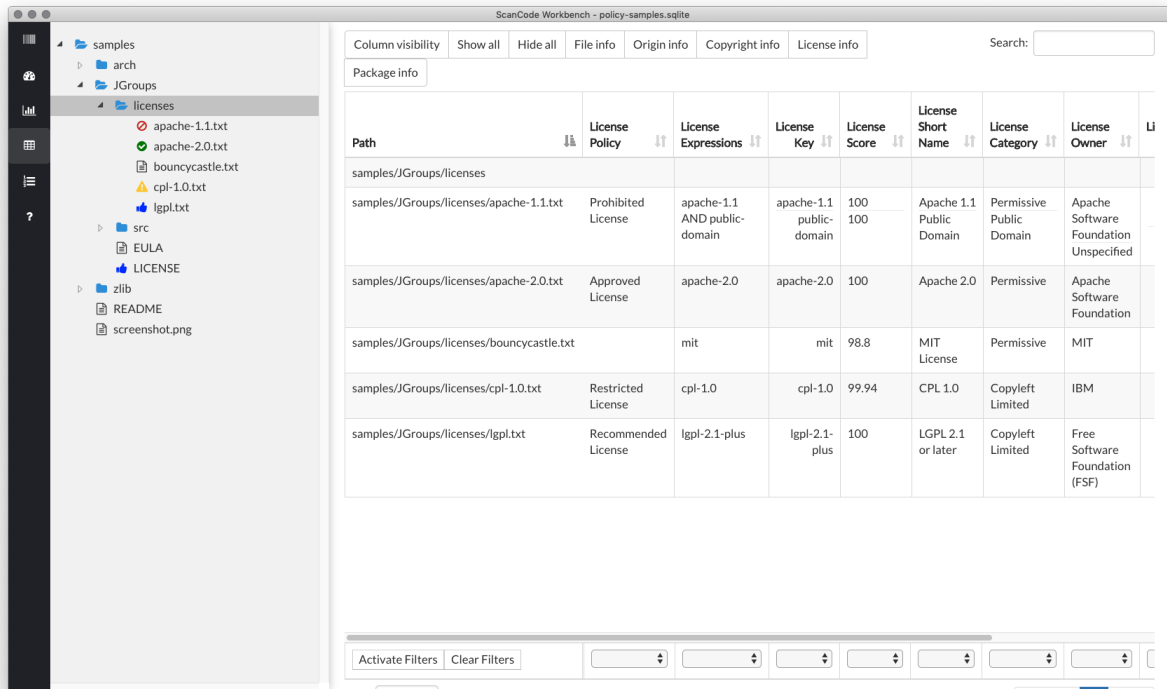 ScanCode Workbench - policy-samples.sqlite
samples
arch
JGroups
licenses
apache-1.1.txt
apache-2.0.txt
bouncycastle.txt
cpl-1.0.txt
lgpl.txt
src
EULA
LICENSE
zlib
README
screenshot.png
?
Column visibility Show all Hide all File info Origin info Copyright info License info
Package info
Search:
Path
License Policy
License Expressions
License Key
License Score
License Short Name
License Category
License Owner
Li
samples/JGroups/licenses
samples/JGroups/licenses/apache-1.1.txt
Prohibited
License
apache-1.1
AND public-
domain
apache-1.1
public-
domain
100
100
Apache 1.1
Public
Domain
Permissive
Public
Domain
Apache
Software
Foundation
Unspecified
samples/JGroups/licenses/apache-2.0.txt
Approved
License
apache-2.0
apache-2.0
100
Apache 2.0
Permissive
Apache
Software
Foundation
samples/JGroups/licenses/bouncycastle.txt
mit
mit
98.8
MIT
License
Permissive
MIT
samples/JGroups/licenses/cpl-1.0.txt
Restricted
License
cpl-1.0
cpl-1.0
99.94
CPL 1.0
Copyleft
Limited
IBM
samples/JGroups/licenses/lgpl.txt
Recommended
License
lgpl-2.1-plus
lgpl-2.1-
plus
100
LGPL 2.1
or later
Copyleft
Limited
Free
Software
Foundation
(FSF)
Activate Filters Clear Filters